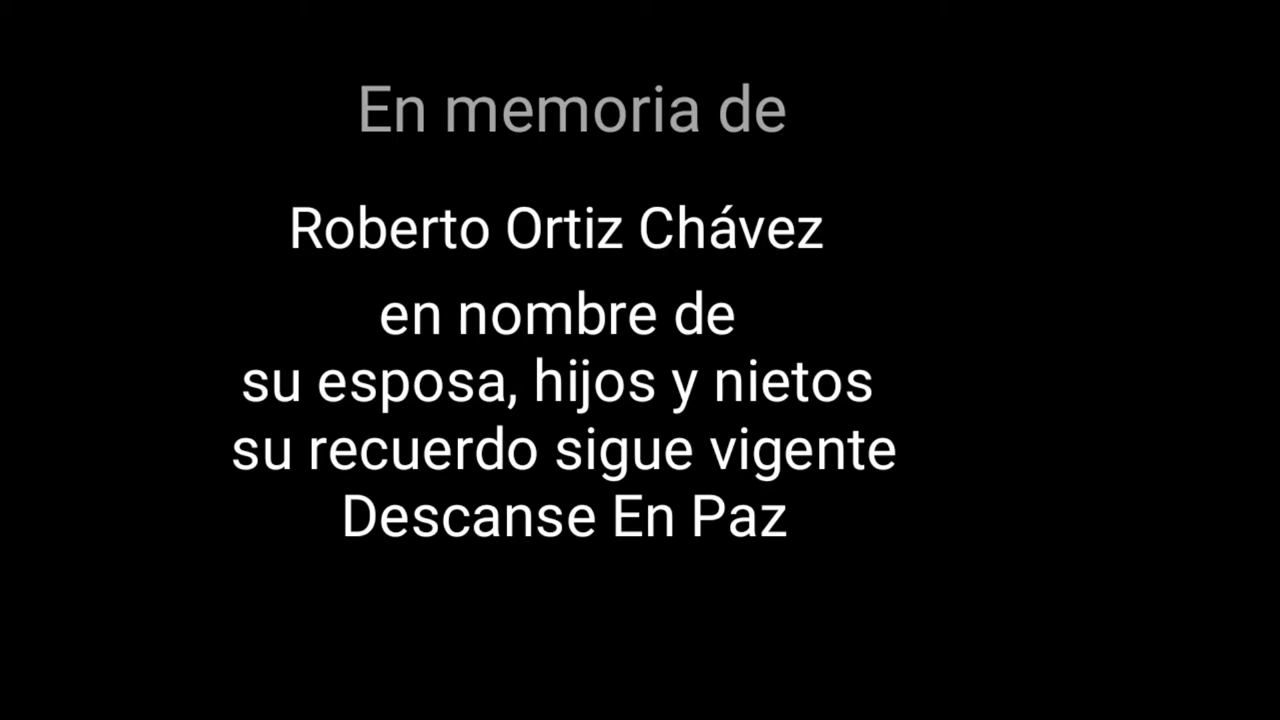 En memoria de
Roberto Ortiz Chávez
en nombre de
su esposa, hijos y nietos
su recuerdo sigue vigente
Descanse En Paz